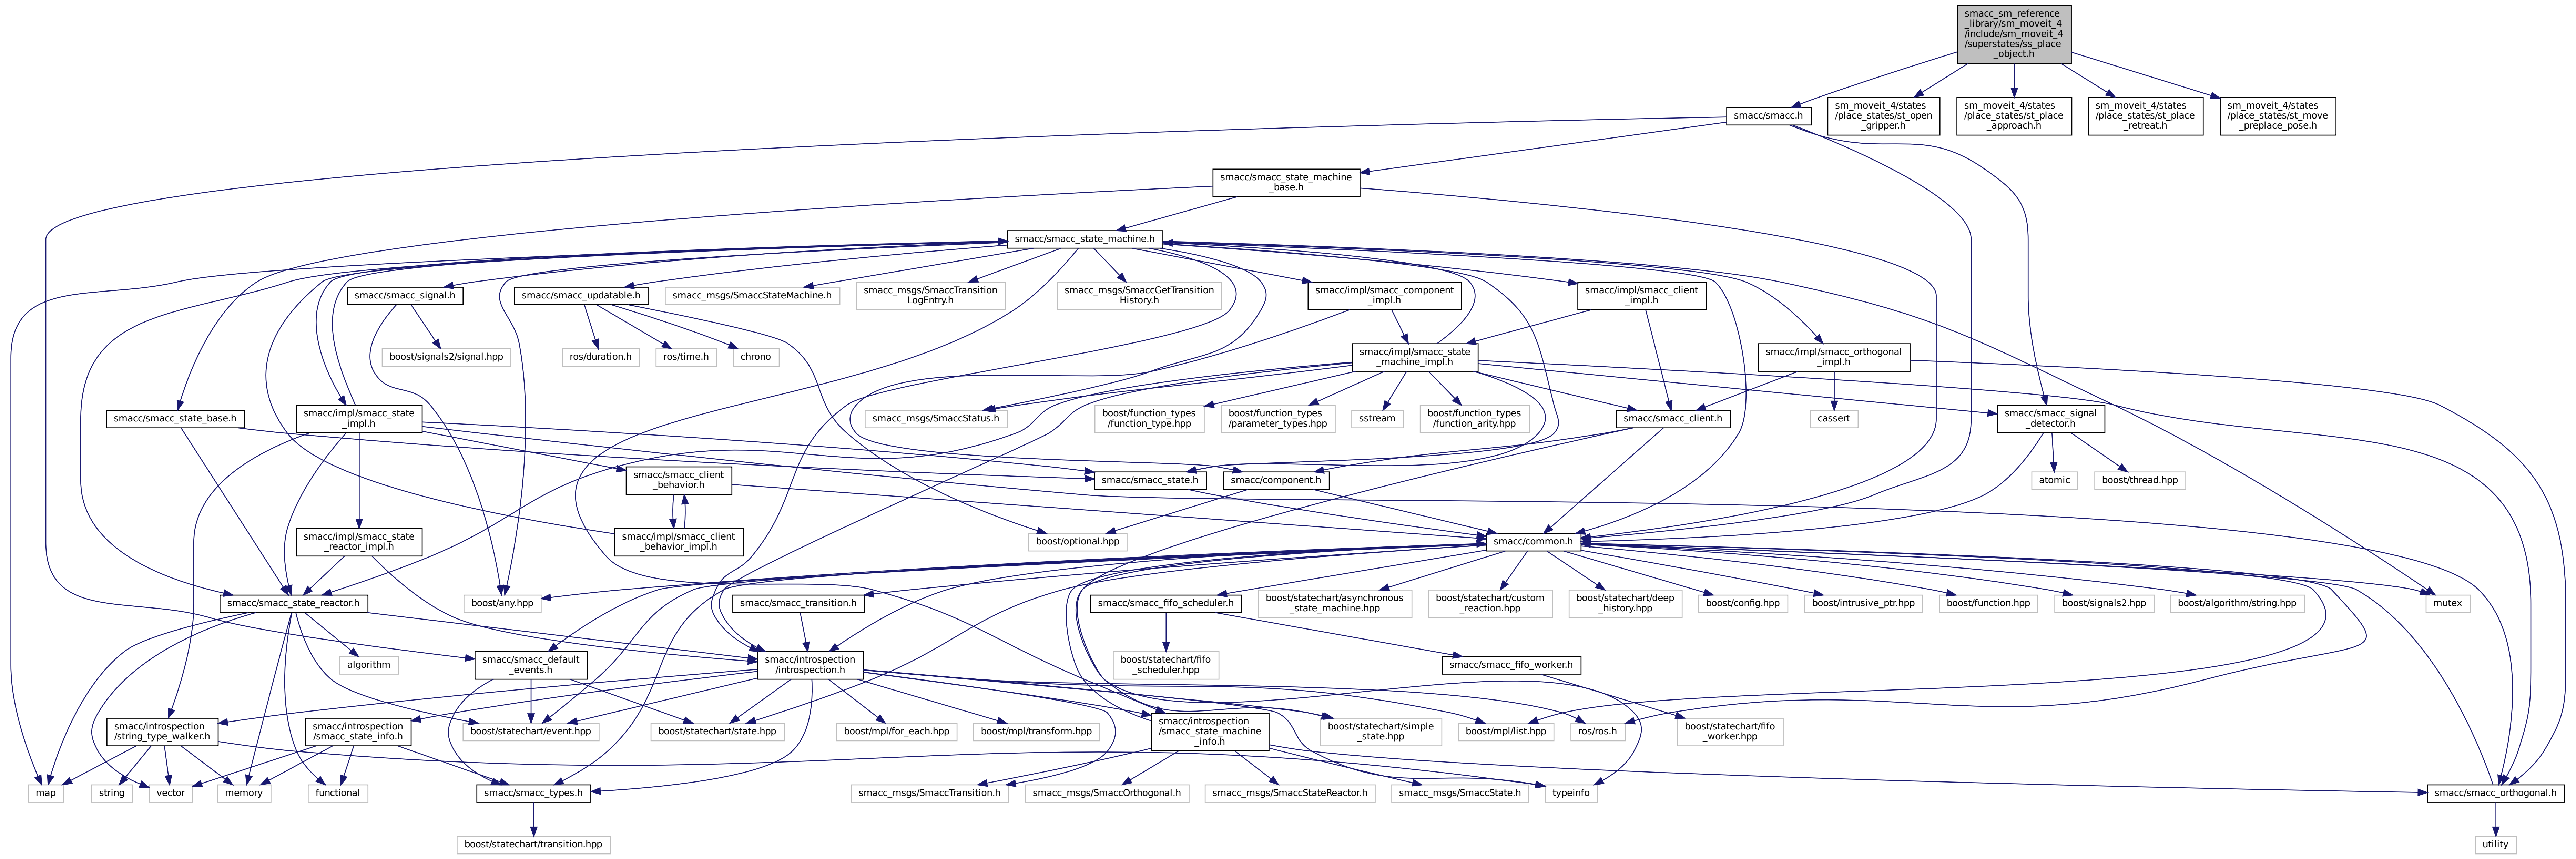 smacc_sm_reference
_library/sm_moveit_4
/include/sm_moveit_4
/superstates/ss_place
_object.h
smacc/smacc.h
sm_moveit_4/states
/place_states/st_open
_gripper.h
sm_moveit_4/states
/place_states/st_place
_approach.h
sm_moveit_4/states
/place_states/st_place
_retreat.h
sm_moveit_4/states
/place_states/st_move
_preplace_pose.h
smacc/smacc_state_machine
_base.h
smacc/smacc_state_machine.h
smacc/smacc_signal.h
smacc/smacc_updatable.h
smacc_msgs/SmaccStateMachine.h
smacc_msgs/SmaccTransition
LogEntry.h
smacc_msgs/SmaccGetTransition
History.h
smacc/impl/smacc_component
_impl.h
smacc/impl/smacc_client
_impl.h
boost/signals2/signal.hpp
ros/duration.h
ros/time.h
chrono
smacc/impl/smacc_state
_machine_impl.h
smacc/impl/smacc_orthogonal
_impl.h
smacc/smacc_state_base.h
smacc/impl/smacc_state
_impl.h
smacc_msgs/SmaccStatus.h
boost/function_types
/function_type.hpp
boost/function_types
/parameter_types.hpp
sstream
boost/function_types
/function_arity.hpp
smacc/smacc_client.h
cassert
smacc/smacc_signal
_detector.h
smacc/smacc_client
_behavior.h
smacc/smacc_state.h
smacc/component.h
atomic
boost/thread.hpp
smacc/impl/smacc_state
_reactor_impl.h
smacc/impl/smacc_client
_behavior_impl.h
boost/optional.hpp
smacc/common.h
smacc/smacc_state_reactor.h
boost/any.hpp
smacc/smacc_transition.h
smacc/smacc_fifo_scheduler.h
boost/statechart/asynchronous
_state_machine.hpp
boost/statechart/custom
_reaction.hpp
boost/statechart/deep
_history.hpp
boost/config.hpp
boost/intrusive_ptr.hpp
boost/function.hpp
boost/signals2.hpp
boost/algorithm/string.hpp
mutex
algorithm
smacc/smacc_default
_events.h
smacc/introspection
/introspection.h
boost/statechart/fifo
_scheduler.hpp
smacc/smacc_fifo_worker.h
smacc/introspection
/string_type_walker.h
smacc/introspection
/smacc_state_info.h
boost/statechart/event.hpp
boost/statechart/state.hpp
boost/mpl/for_each.hpp
boost/mpl/transform.hpp
smacc/introspection
/smacc_state_machine
_info.h
boost/statechart/simple
_state.hpp
boost/mpl/list.hpp
ros/ros.h
boost/statechart/fifo
_worker.hpp
map
string
vector
memory
functional
smacc/smacc_types.h
smacc_msgs/SmaccTransition.h
smacc_msgs/SmaccOrthogonal.h
smacc_msgs/SmaccStateReactor.h
smacc_msgs/SmaccState.h
typeinfo
smacc/smacc_orthogonal.h
boost/statechart/transition.hpp
utility